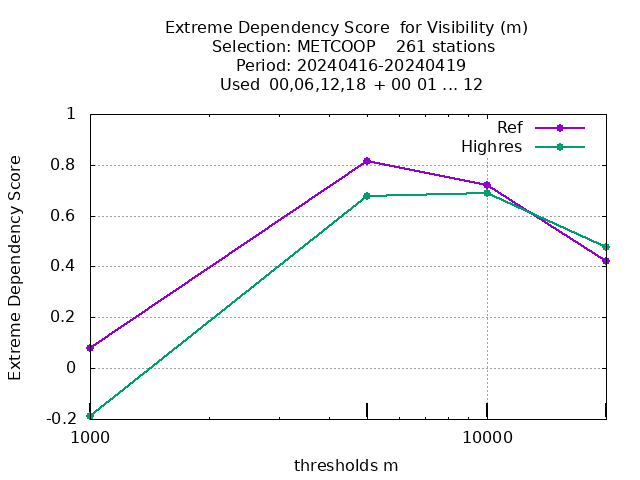 Extreme Dependency Score  for Visibility (m)
Selection: METCOOP    261 stations
Period: 20240416-20240419
Used  00,06,12,18  + 00 01 ... 12
Ref
Highres
1
0.8
0.6
0.4
0.2
0
-0.2
Extreme Dependency Score
1000
10000
thresholds m